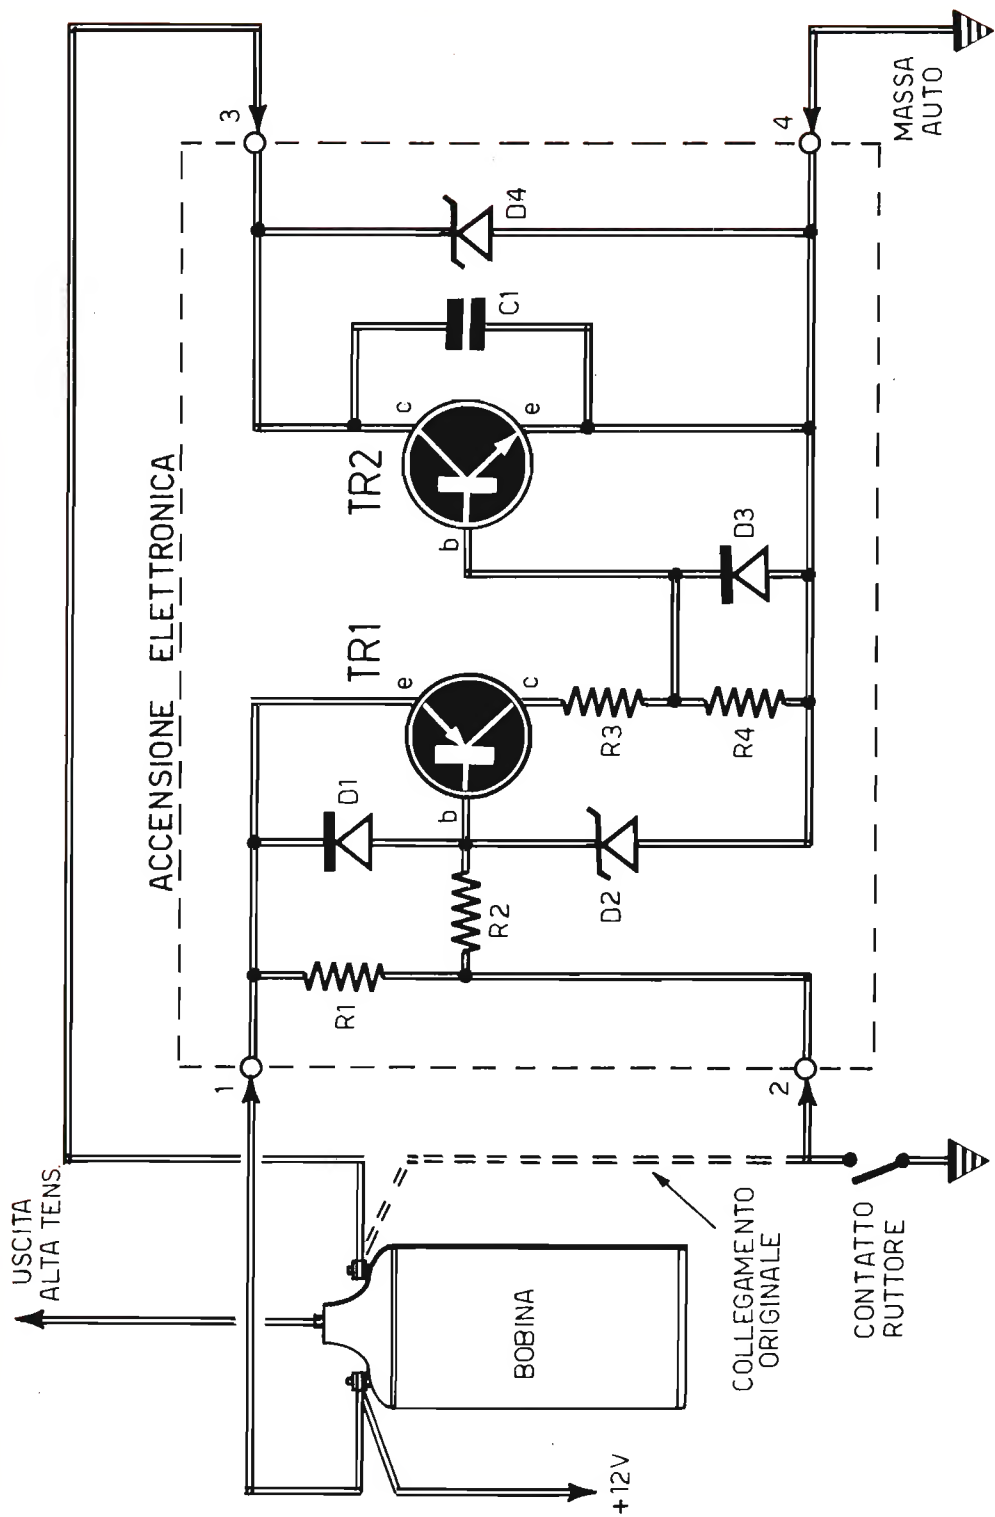 ACCENSIONE ELETTRONICA
USCITA
ALTA TENS.
BOBINA
+12V
COLLEGAMENTO
ORIGINALE
CONTATTO
RUTTORE
1
2
R1
R2
D1
D2
b
e
c
TR1
R3
R4
D3
TR2
b
c
e
C1
D4
3
4
MASSA
AUTO